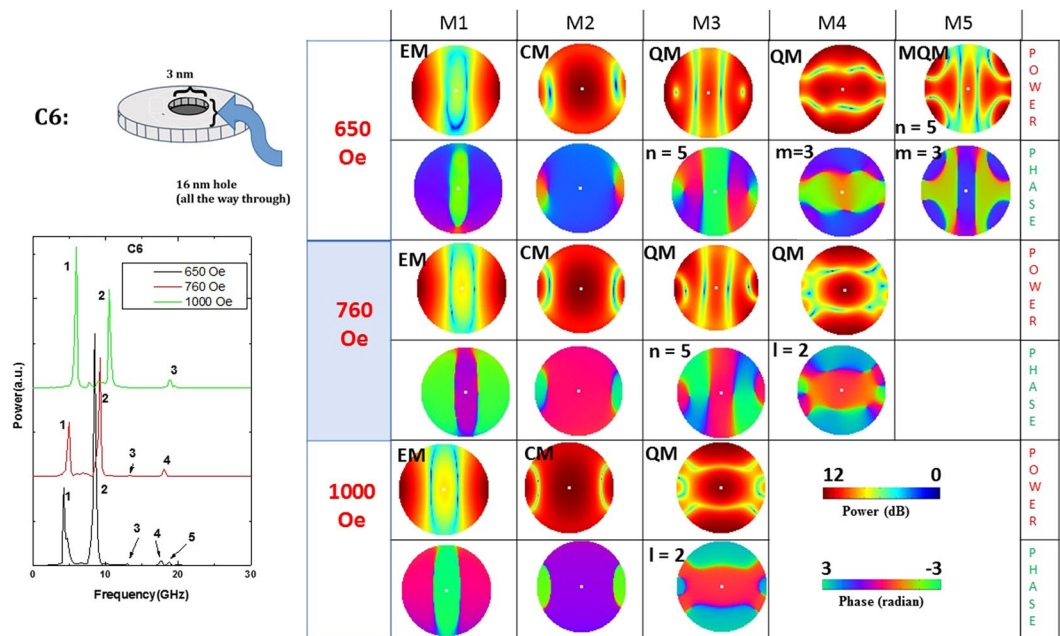 M1 M2 M3 M4 M5
C6:
3 nm
16 nm hole
(all the way through)
650
Oe
EM CM QM QM MQM
n = 5
POWER
n = 5 m=3 m = 3
PHASE
760
Oe
EM CM QM QM
POWER
n = 5 l = 2
PHASE
1000
Oe
EM CM QM
POWER
12 0
Power (dB)
l = 2
PHASE
3 -3
Phase (radian)
C6
650 Oe
760 Oe
1000 Oe
1 2 3
1 2 3 4
1 2 3 4 5
Power(a.u.)
0 10 20 30
Frequency(GHz)